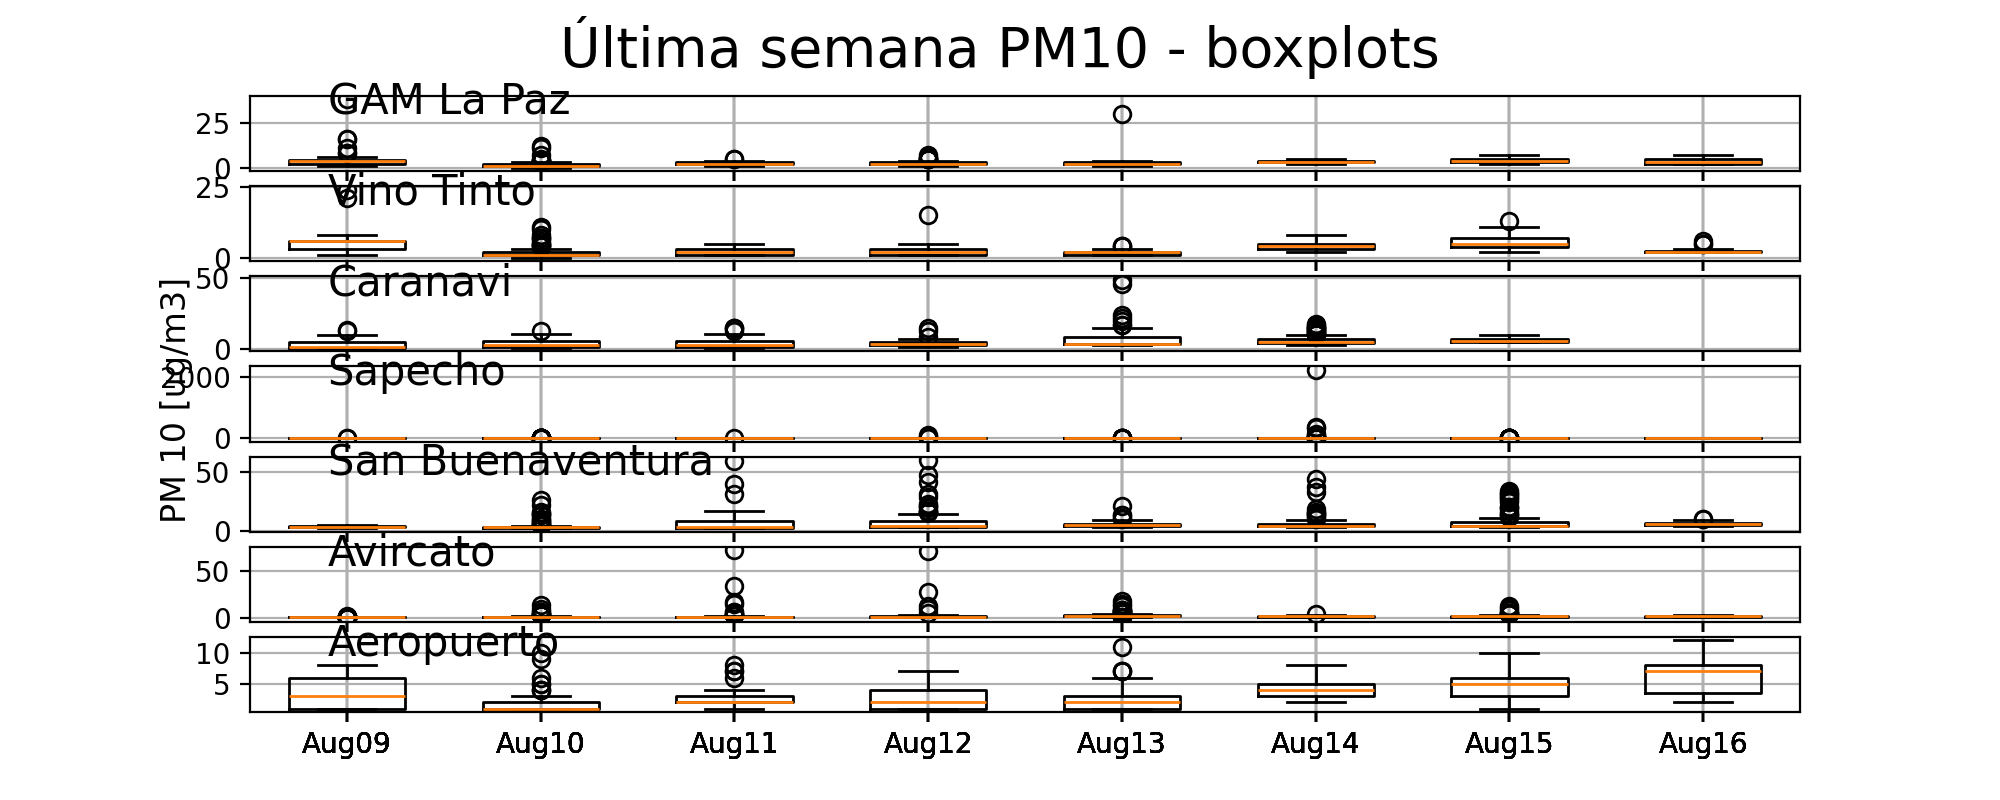 Última semana PM10 - boxplots
GAM La Paz
25
0
Vino Tinto
25
0
Caranavi
50
0
PM 10 [ug/m3]
Sapecho
2000
0
San Buenaventura
50
0
Avircato
50
0
Aeropuerto
10
5
Aug09 Aug10 Aug11 Aug12 Aug13 Aug14 Aug15 Aug16